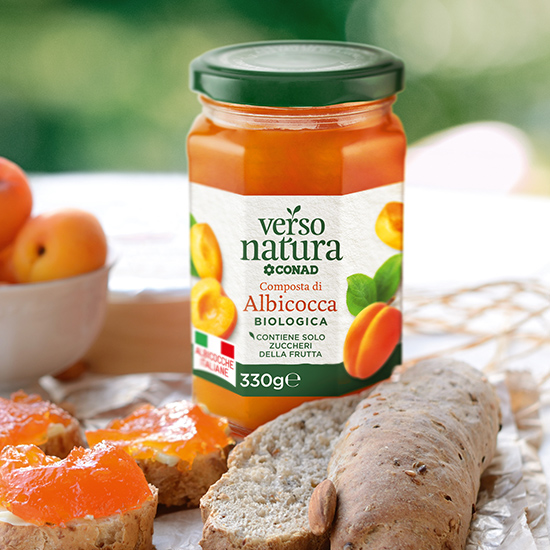 verso
natura
CONAD
Composta di
Albicocca
BIOLOGICA
CONTIENE SOLO
ZUCCHERI
DELLA FRUTTA
ALBICOCCHE
ITALIANE
330g℮